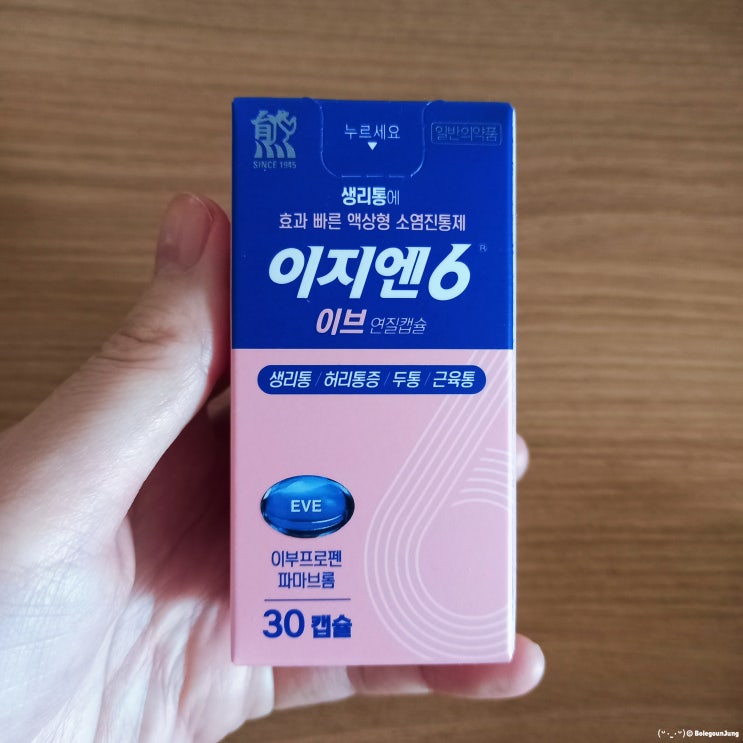 누르세요
일반의약품
SINCE 1945
생리통에
효과 빠른 액상형 소염진통제
이지엔6®
이브 연질캡슐
생리통 / 허리통증 / 두통 / 근육통
EVE
이부프로펜
파마브롬
30 캡슐
(ᵕ·_·ᵕ)© BolegounJung